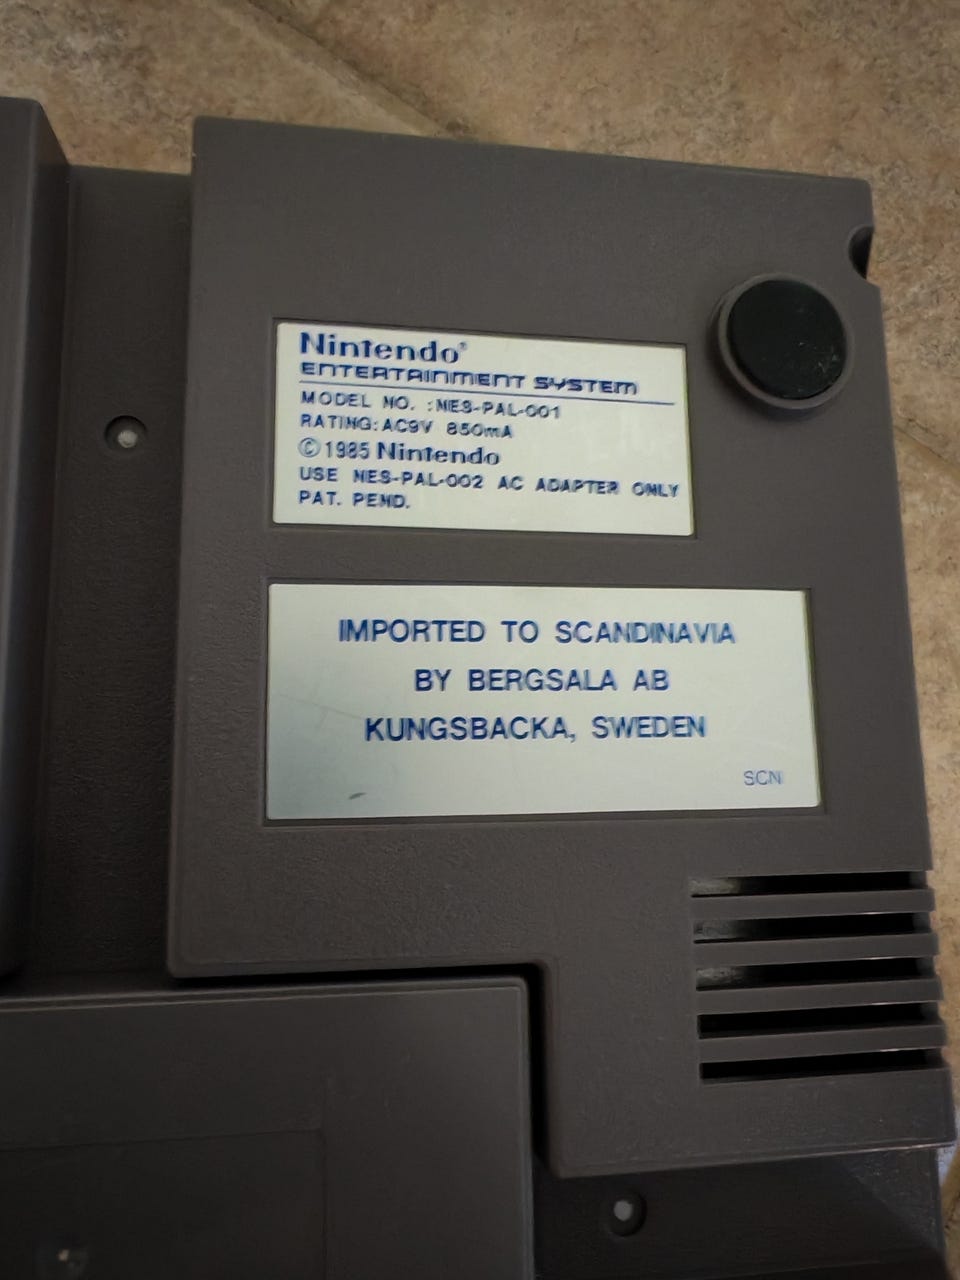 Nintendo®
ENTERTAINMENT SYSTEM
MODEL NO. :NES-PAL-001
RATING:AC9V 850mA
©1985 Nintendo
USE NES-PAL-002 AC ADAPTER ONLY
PAT. PEND.
IMPORTED TO SCANDINAVIA
BY BERGSALA AB
KUNGSBACKA, SWEDEN
SCN